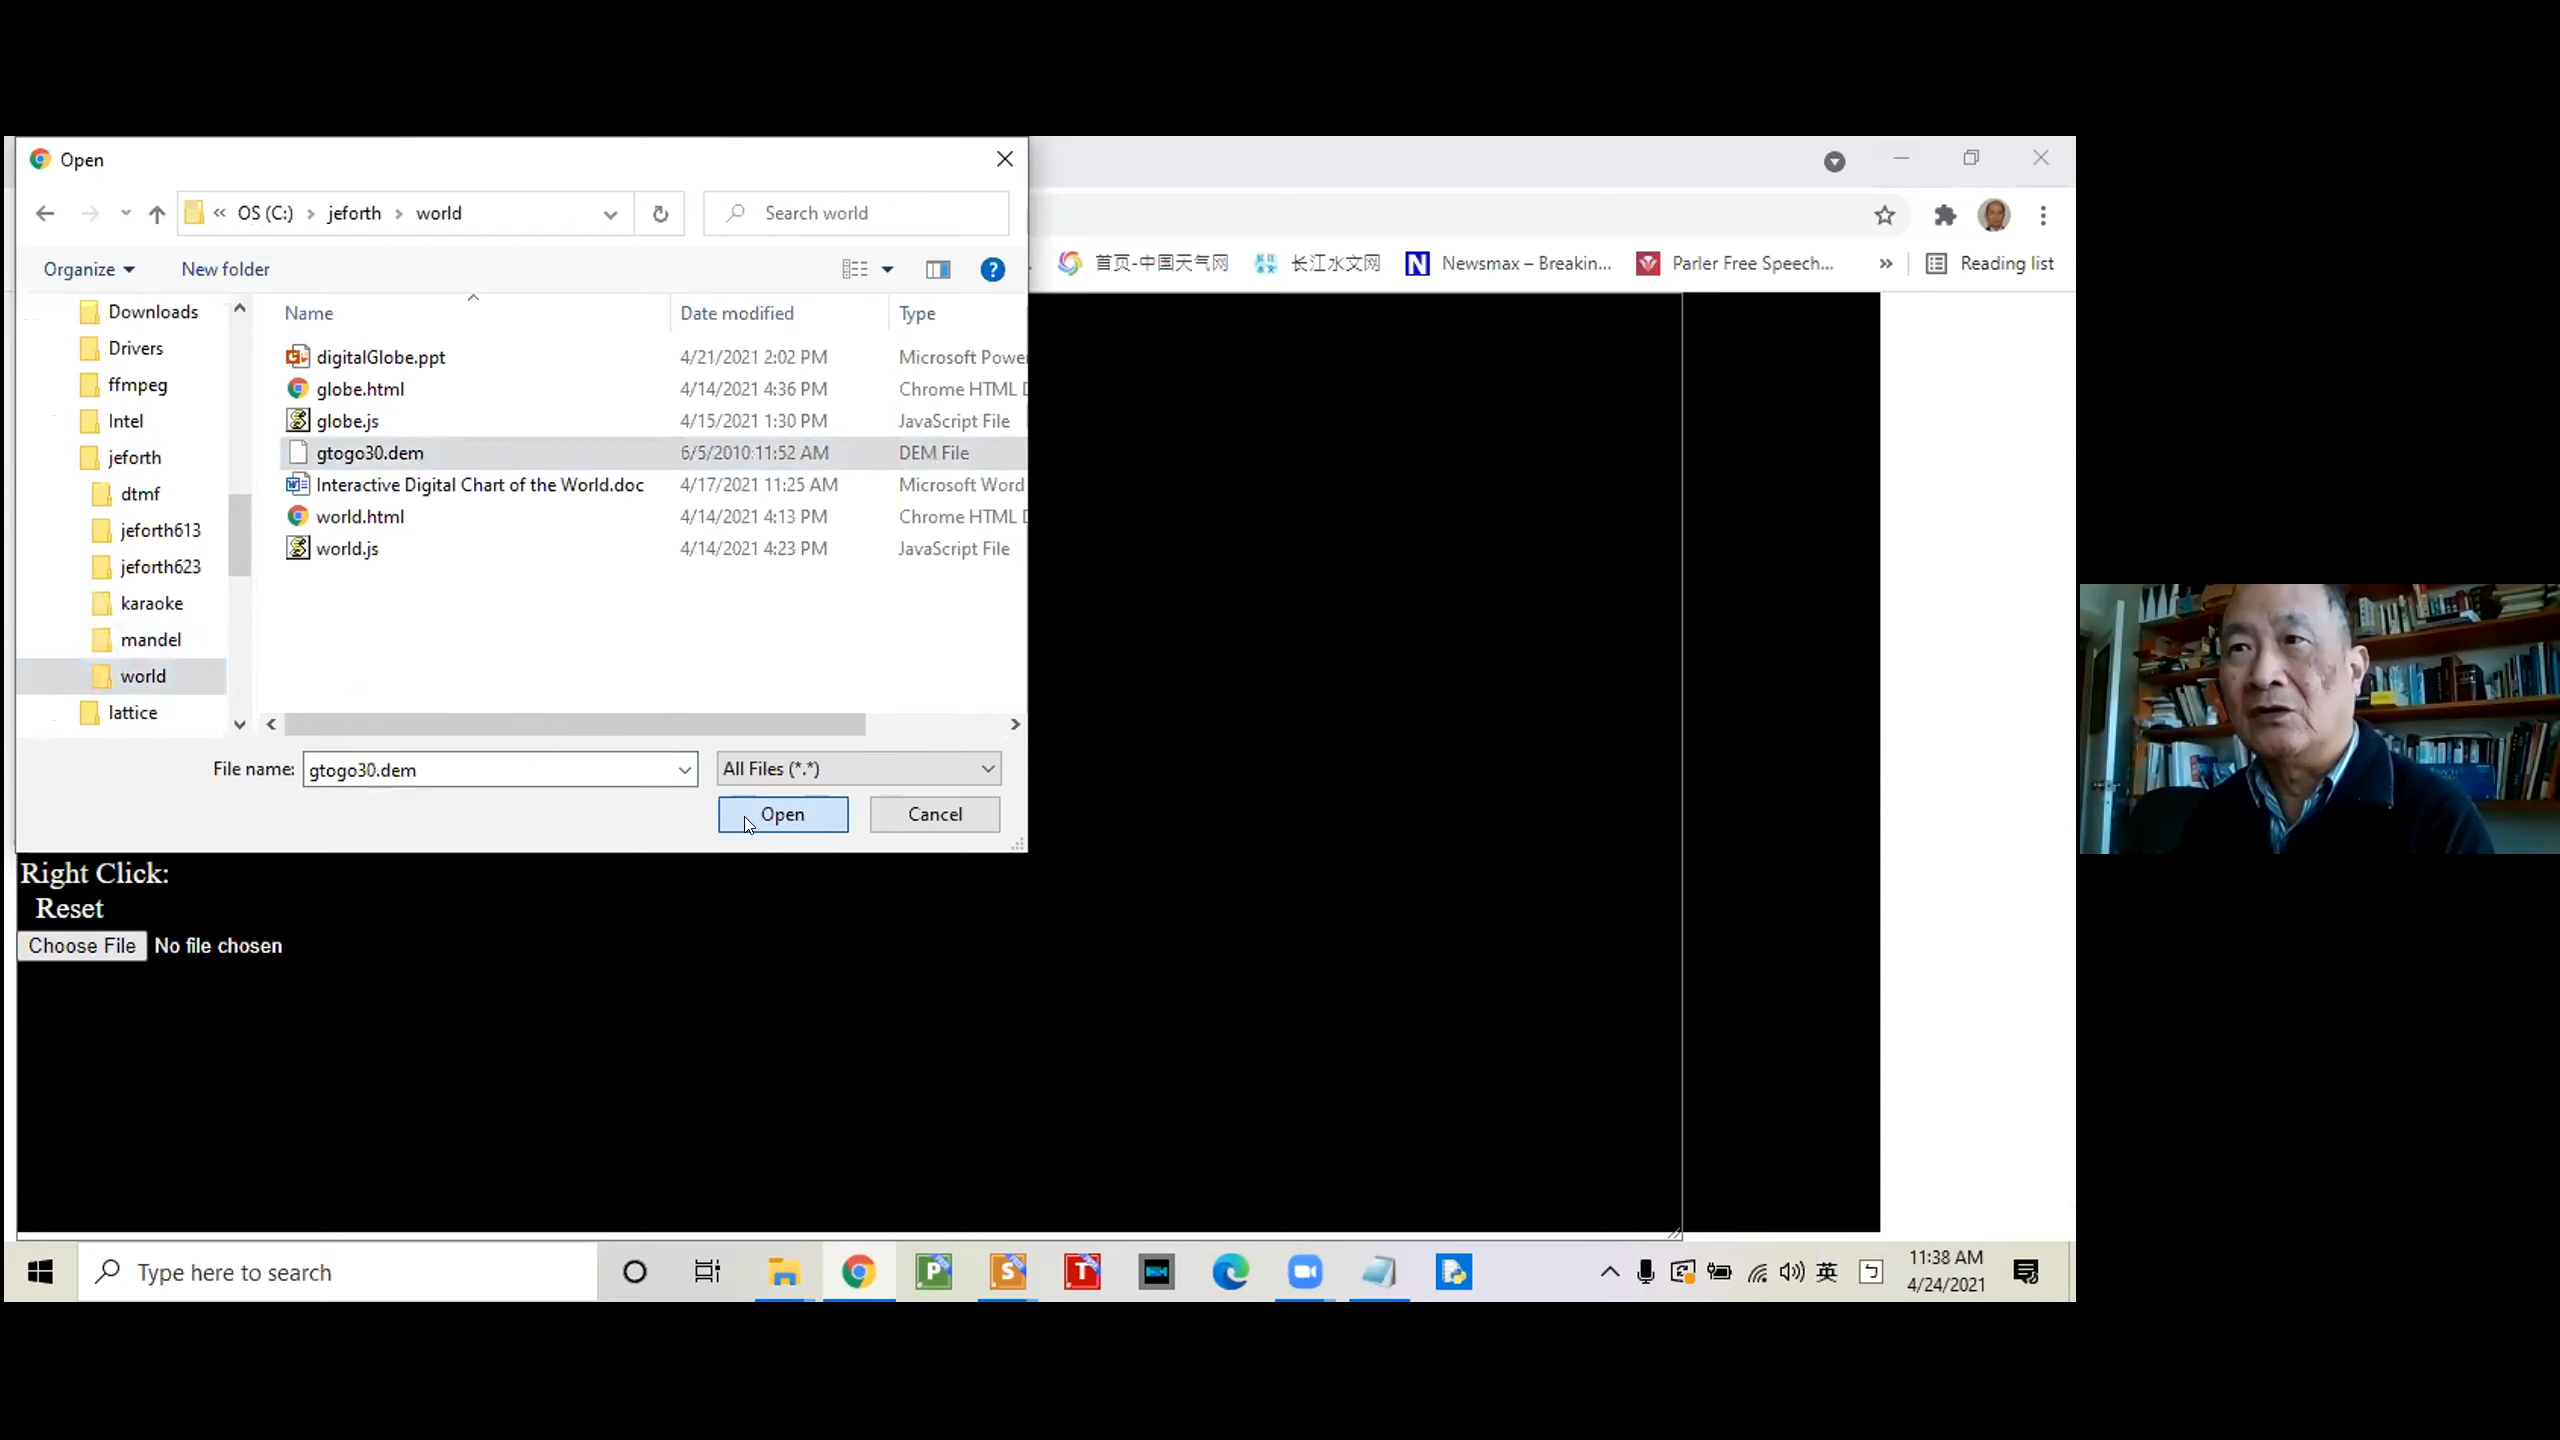 Open
« OS (C:) › jeforth › world
Search world
Organize
New folder
?
Name
Date modified
Type
Downloads
Drivers
ffmpeg
Intel
jeforth
dtmf
jeforth613
jeforth623
karaoke
mandel
world
lattice
digitalGlobe.ppt 4/21/2021 2:02 PM Microsoft Power
globe.html 4/14/2021 4:36 PM Chrome HTML D
globe.js 4/15/2021 1:30 PM JavaScript File
gtogo30.dem 6/5/2010 11:52 AM DEM File
Interactive Digital Chart of the World.doc 4/17/2021 11:25 AM Microsoft Word
world.html 4/14/2021 4:13 PM Chrome HTML D
world.js 4/14/2021 4:23 PM JavaScript File
File name: gtogo30.dem
All Files (*.*)
Open
Cancel
首页-中国天气网
长江水文网
N Newsmax – Breakin...
Parler Free Speech...
»
Reading list
Right Click:
Reset
Choose File No file chosen
Type here to search
P
S
T
英
11:38 AM
4/24/2021